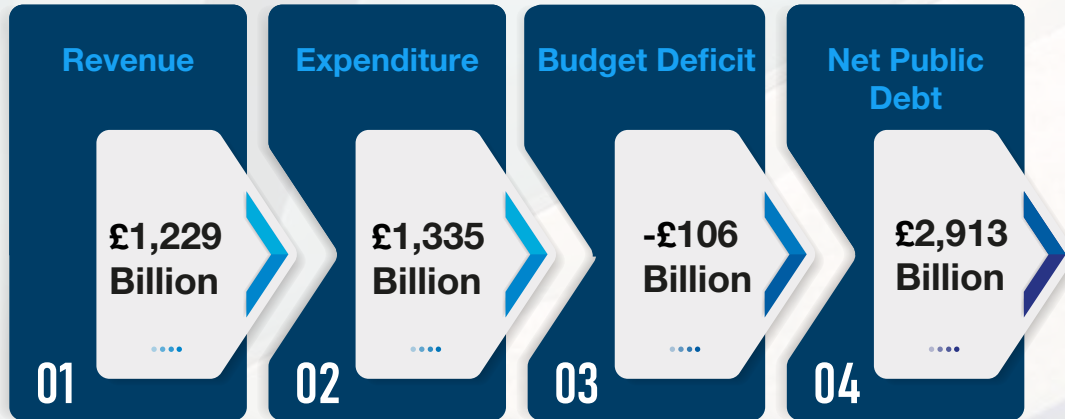 Revenue
£1,229
Billion
01
Expenditure
£1,335
Billion
02
Budget Deficit
-£106
Billion
03
Net Public
Debt
£2,913
Billion
04